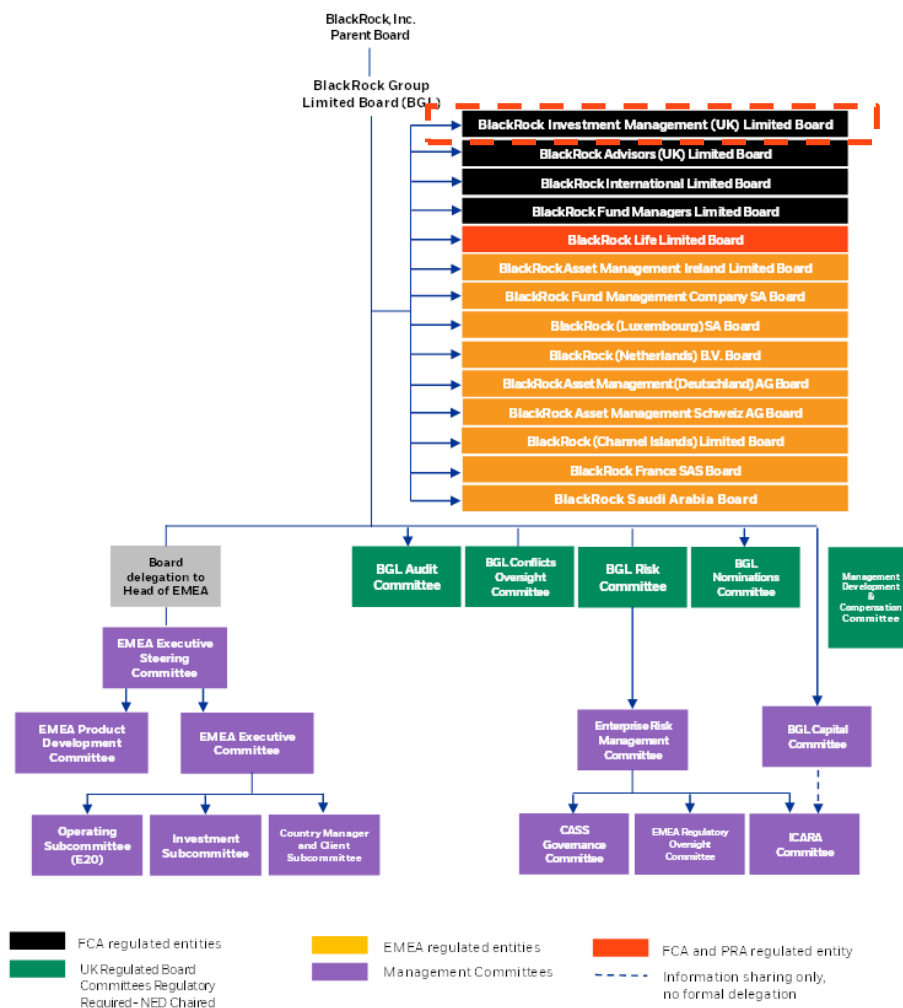 BlackRock, Inc.
Parent Board
BlackRock Group
Limited Board (BGL)
BlackRock Investment Management (UK) Limited Board
BlackRock Advisors (UK) Limited Board
BlackRock International Limited Board
BlackRock Fund Managers Limited Board
BlackRock Life Limited Board
BlackRock Asset Management Ireland Limited Board
BlackRock Fund Management Company SA Board
BlackRock (Luxembourg) SA Board
BlackRock (Netherlands) B.V. Board
BlackRock Asset Management (Deutschland) AG Board
BlackRock Asset Management Schweiz AG Board
BlackRock (Channel Islands) Limited Board
BlackRock France SAS Board
BlackRock Saudi Arabia Board
Board
delegation to
Head of EMEA
BGL Audit
Committee
BGL Conflicts
Oversight
Committee
BGL Risk
Committee
BGL
Nominations
Committee
Management
Development
&
Compensation
Committee
EMEA Executive
Steering
Committee
EMEA Product
Development
Committee
EMEA Executive
Committee
Enterprise Risk
Management
Committee
BGL Capital
Committee
Operating
Subcommittee
(E20)
Investment
Subcommittee
Country Manager
and Client
Subcommittee
CASS
Governance
Committee
EMEA Regulatory
Oversight
Committee
ICARA
Committee
FCA regulated entities
EMEA regulated entities
FCA and PRA regulated entity
UK Regulated Board
Committees Regulatory
Required- NED Chaired
Management Committees
Information sharing only,
no formal delegation